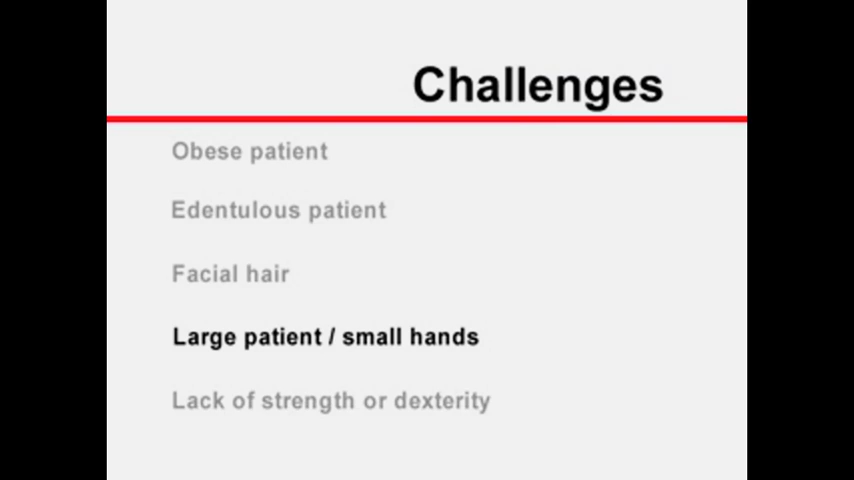 Challenges
Obese patient
Edentulous patient
Facial hair
Large patient / small hands
Lack of strength or dexterity